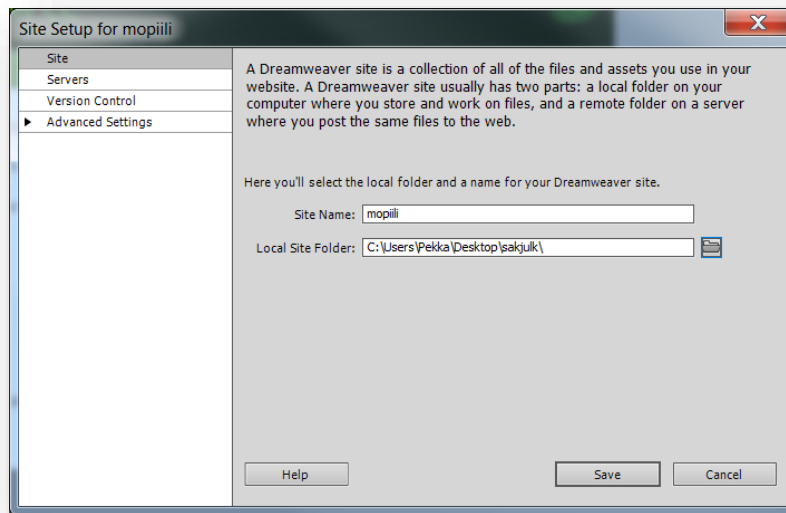 Site Setup for mopiili
Site
Servers
Version Control
Advanced Settings
A Dreamweaver site is a collection of all of the files and assets you use in your
website. A Dreamweaver site usually has two parts: a local folder on your
computer where you store and work on files, and a remote folder on a server
where you post the same files to the web.
Here you'll select the local folder and a name for your Dreamweaver site.
Site Name: mopiili
Local Site Folder: C:\Users\Pekka\Desktop\sakjulk\
Help Save Cancel